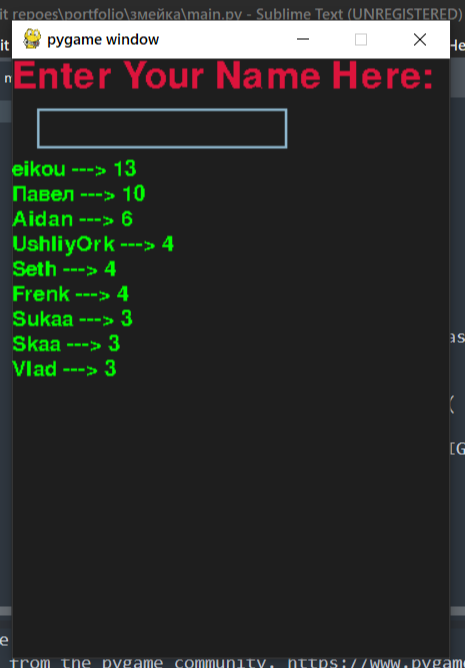 it repoes\portfolio\змейка\main.py - Sublime Text (UNREGISTERED)
pygame window
Enter Your Name Here:
eikou ---> 13
Павел ---> 10
Aidan ---> 6
UshliyOrk ---> 4
Seth ---> 4
Frenk ---> 4
Sukaa ---> 3
Skaa ---> 3
Vlad ---> 3
from the pygame community. https://www.pygame